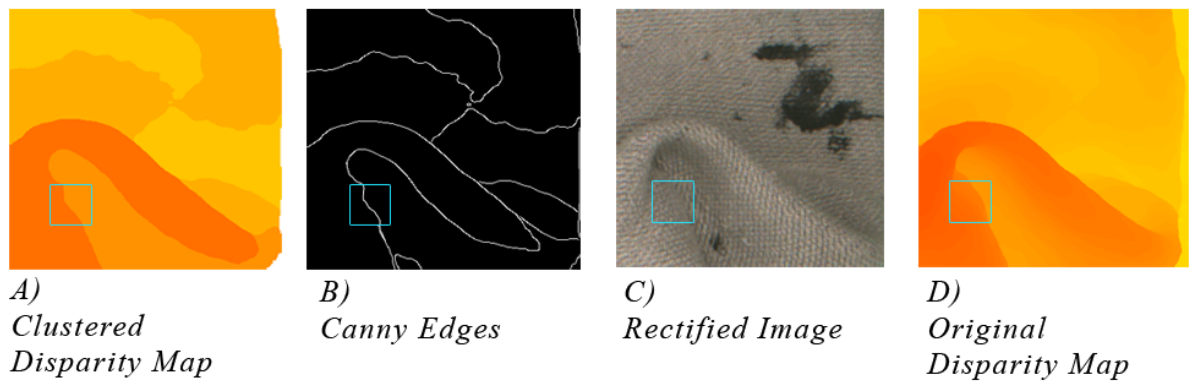 A)
Clustered
Disparity Map
B)
Canny Edges
C)
Rectified Image
D)
Original
Disparity Map